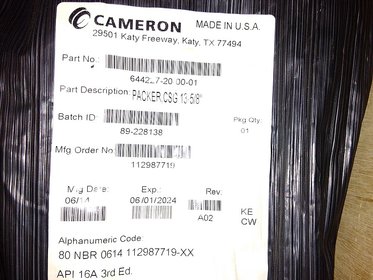 CAMERON MADE IN U.S.A.
29501 Katy Freeway, Katy, TX 77494
Part No.:
Part Description: PACKER,CSG 13-5/8"
Batch ID: Pkg Qty:
89-228138 01
Mfg Order No
112987719
Mfg Date: Exp.: Rev:
06/14 06/01/2024 A02
KE
CW
Alphanumeric Code:
80 NBR 0614 112987719-XX
API 16A 3rd Ed.